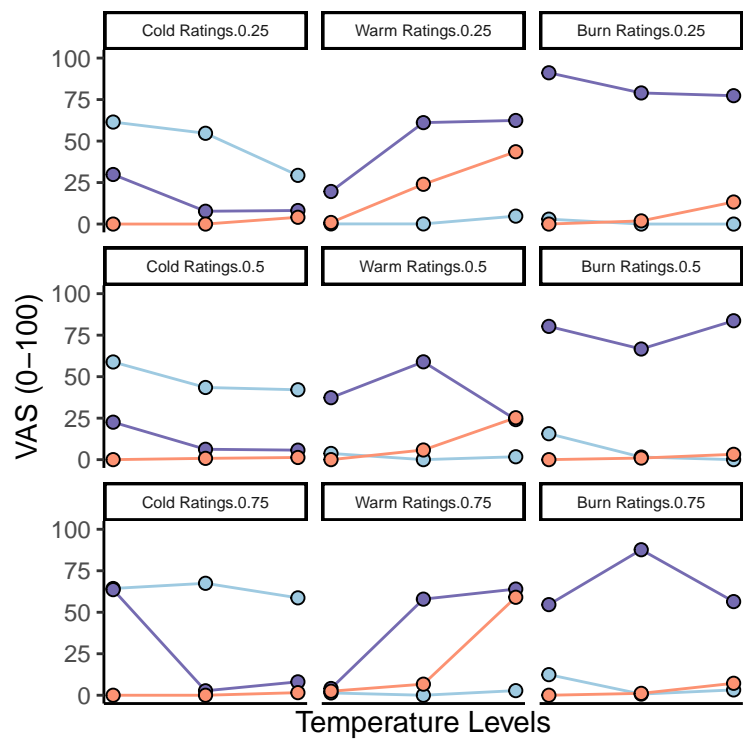 Cold Ratings.0.25
Warm Ratings.0.25
Burn Ratings.0.25
100
75
50
25
0
Cold Ratings.0.5
Warm Ratings.0.5
Burn Ratings.0.5
100
75
50
25
0
Cold Ratings.0.75
Warm Ratings.0.75
Burn Ratings.0.75
100
75
50
25
0
VAS (0−100)
Temperature Levels